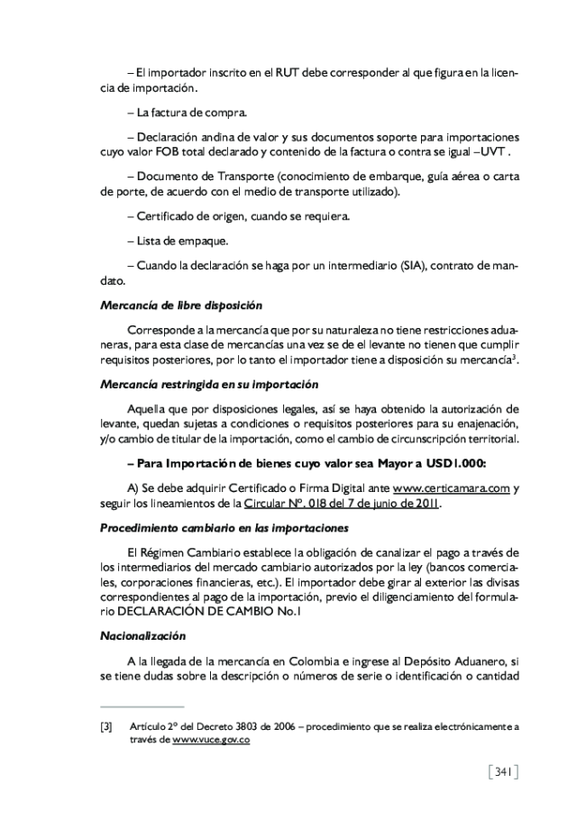 – El importador inscrito en el RUT debe corresponder al que figura en la licen-
cia de importación.
– La factura de compra.
– Declaración andina de valor y sus documentos soporte para importaciones
cuyo valor FOB total declarado y contenido de la factura o contra se igual –UVT .
– Documento de Transporte (conocimiento de embarque, guía aérea o carta
de porte, de acuerdo con el medio de transporte utilizado).
– Certificado de origen, cuando se requiera.
– Lista de empaque.
– Cuando la declaración se haga por un intermediario (SIA), contrato de man-
dato.
Mercancía de libre disposición
Corresponde a la mercancía que por su naturaleza no tiene restricciones adua-
neras, para esta clase de mercancías una vez se de el levante no tienen que cumplir
requisitos posteriores, por lo tanto el importador tiene a disposición su mercancía3.
Mercancía restringida en su importación
Aquella que por disposiciones legales, así se haya obtenido la autorización de
levante, quedan sujetas a condiciones o requisitos posteriores para su enajenación,
y/o cambio de titular de la importación, como el cambio de circunscripción territorial.
– Para Importación de bienes cuyo valor sea Mayor a USD1.000:
A) Se debe adquirir Certificado o Firma Digital ante www.certicamara.com y
seguir los lineamientos de la Circular Nº. 018 del 7 de junio de 2011.
Procedimiento cambiario en las importaciones
El Régimen Cambiario establece la obligación de canalizar el pago a través de
los intermediarios del mercado cambiario autorizados por la ley (bancos comercia-
les, corporaciones financieras, etc.). El importador debe girar al exterior las divisas
correspondientes al pago de la importación, previo el diligenciamiento del formula-
rio DECLARACIÓN DE CAMBIO No.1
Nacionalización
A la llegada de la mercancía en Colombia e ingrese al Depósito Aduanero, si
se tiene dudas sobre la descripción o números de serie o identificación o cantidad
[3] Artículo 2º del Decreto 3803 de 2006 – procedimiento que se realiza electrónicamente a
través de www.vuce.gov.co
[341]